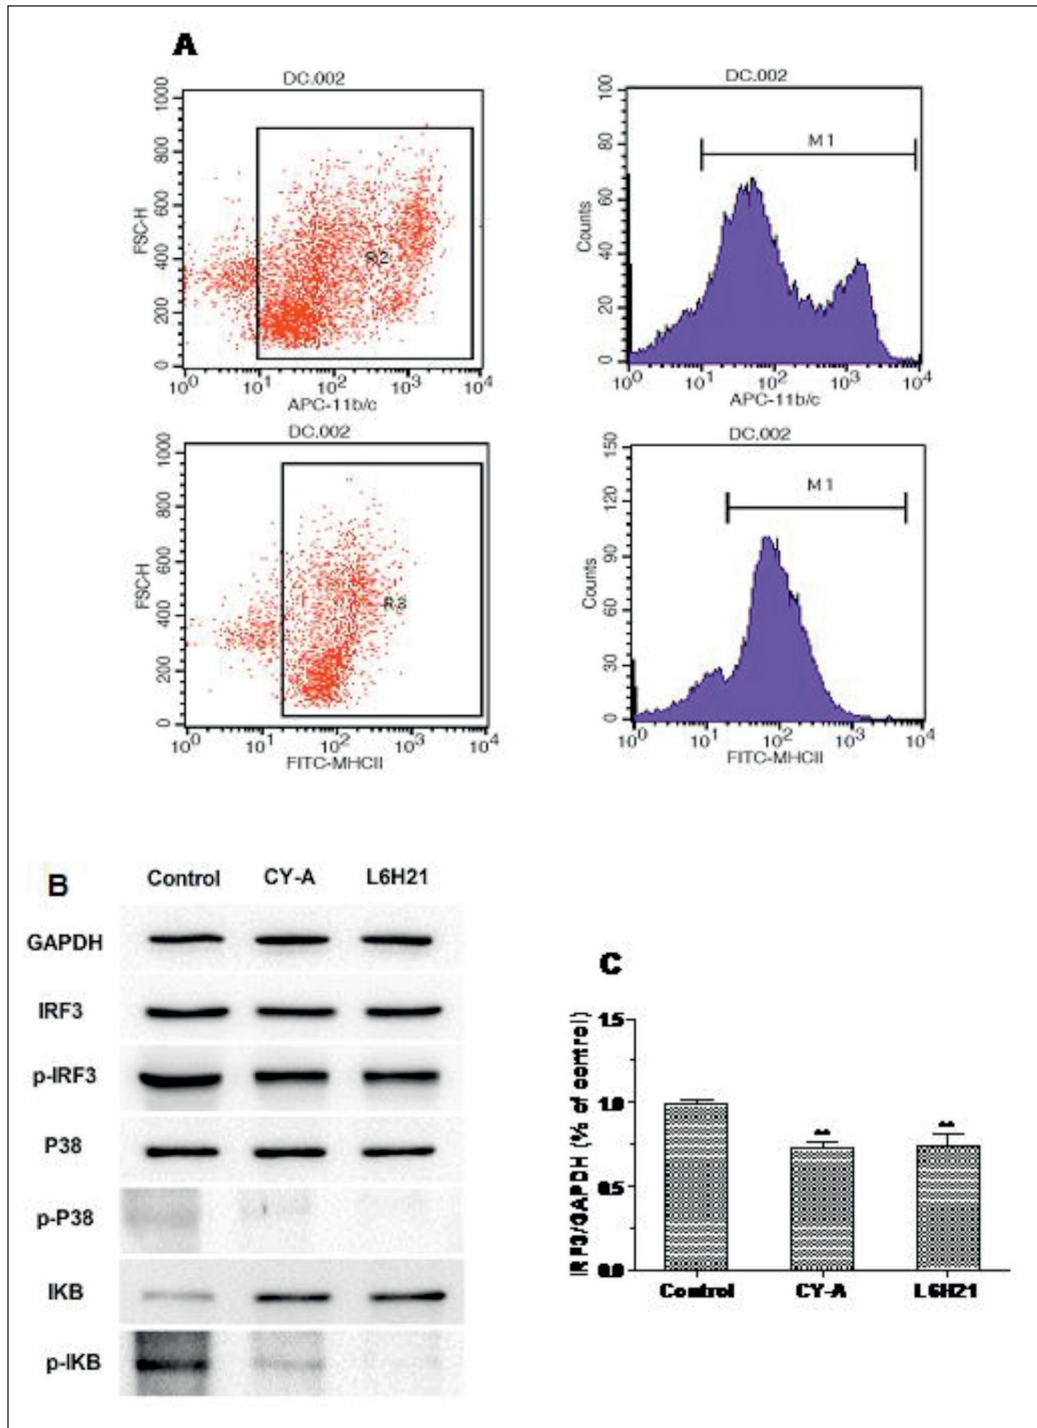 A
DC.002
FSC-H
1000
800
600
400
200
0
R2
10^0 10^1 10^2 10^3 10^4
APC-11b/c
DC.002
Counts
100
80
60
40
20
0
M1
10^0 10^1 10^2 10^3 10^4
APC-11b/c
DC.002
FSC-H
1000
800
600
400
200
0
R3
10^0 10^1 10^2 10^3 10^4
FITC-MHCII
DC.002
Counts
150
120
90
60
30
0
M1
10^0 10^1 10^2 10^3 10^4
FITC-MHCII
B
Control CY-A L6H21
GAPDH
IRF3
p-IRF3
P38
p-P38
IKB
p-IKB
C
IRF3/GAPDH (% of control)
1.5
1.0
0.5
0.0
** **
Control CY-A L6H21